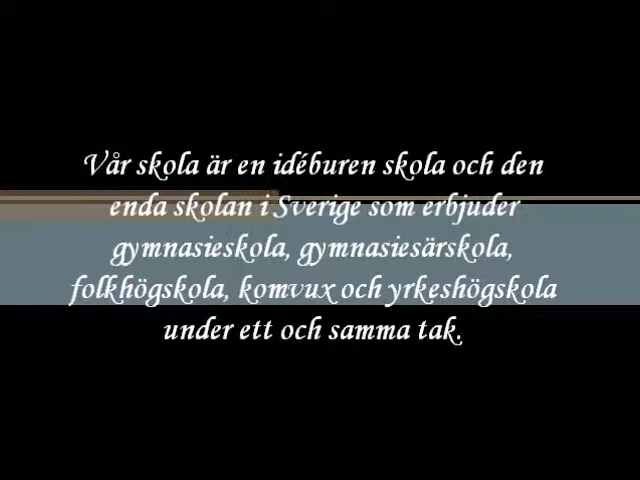 Vår skola är en idéburen skola och den
enda skolan i Sverige som erbjuder
gymnasieskola, gymnasiesärskola,
folkhögskola, komvux och yrkeshögskola
under ett och samma tak.